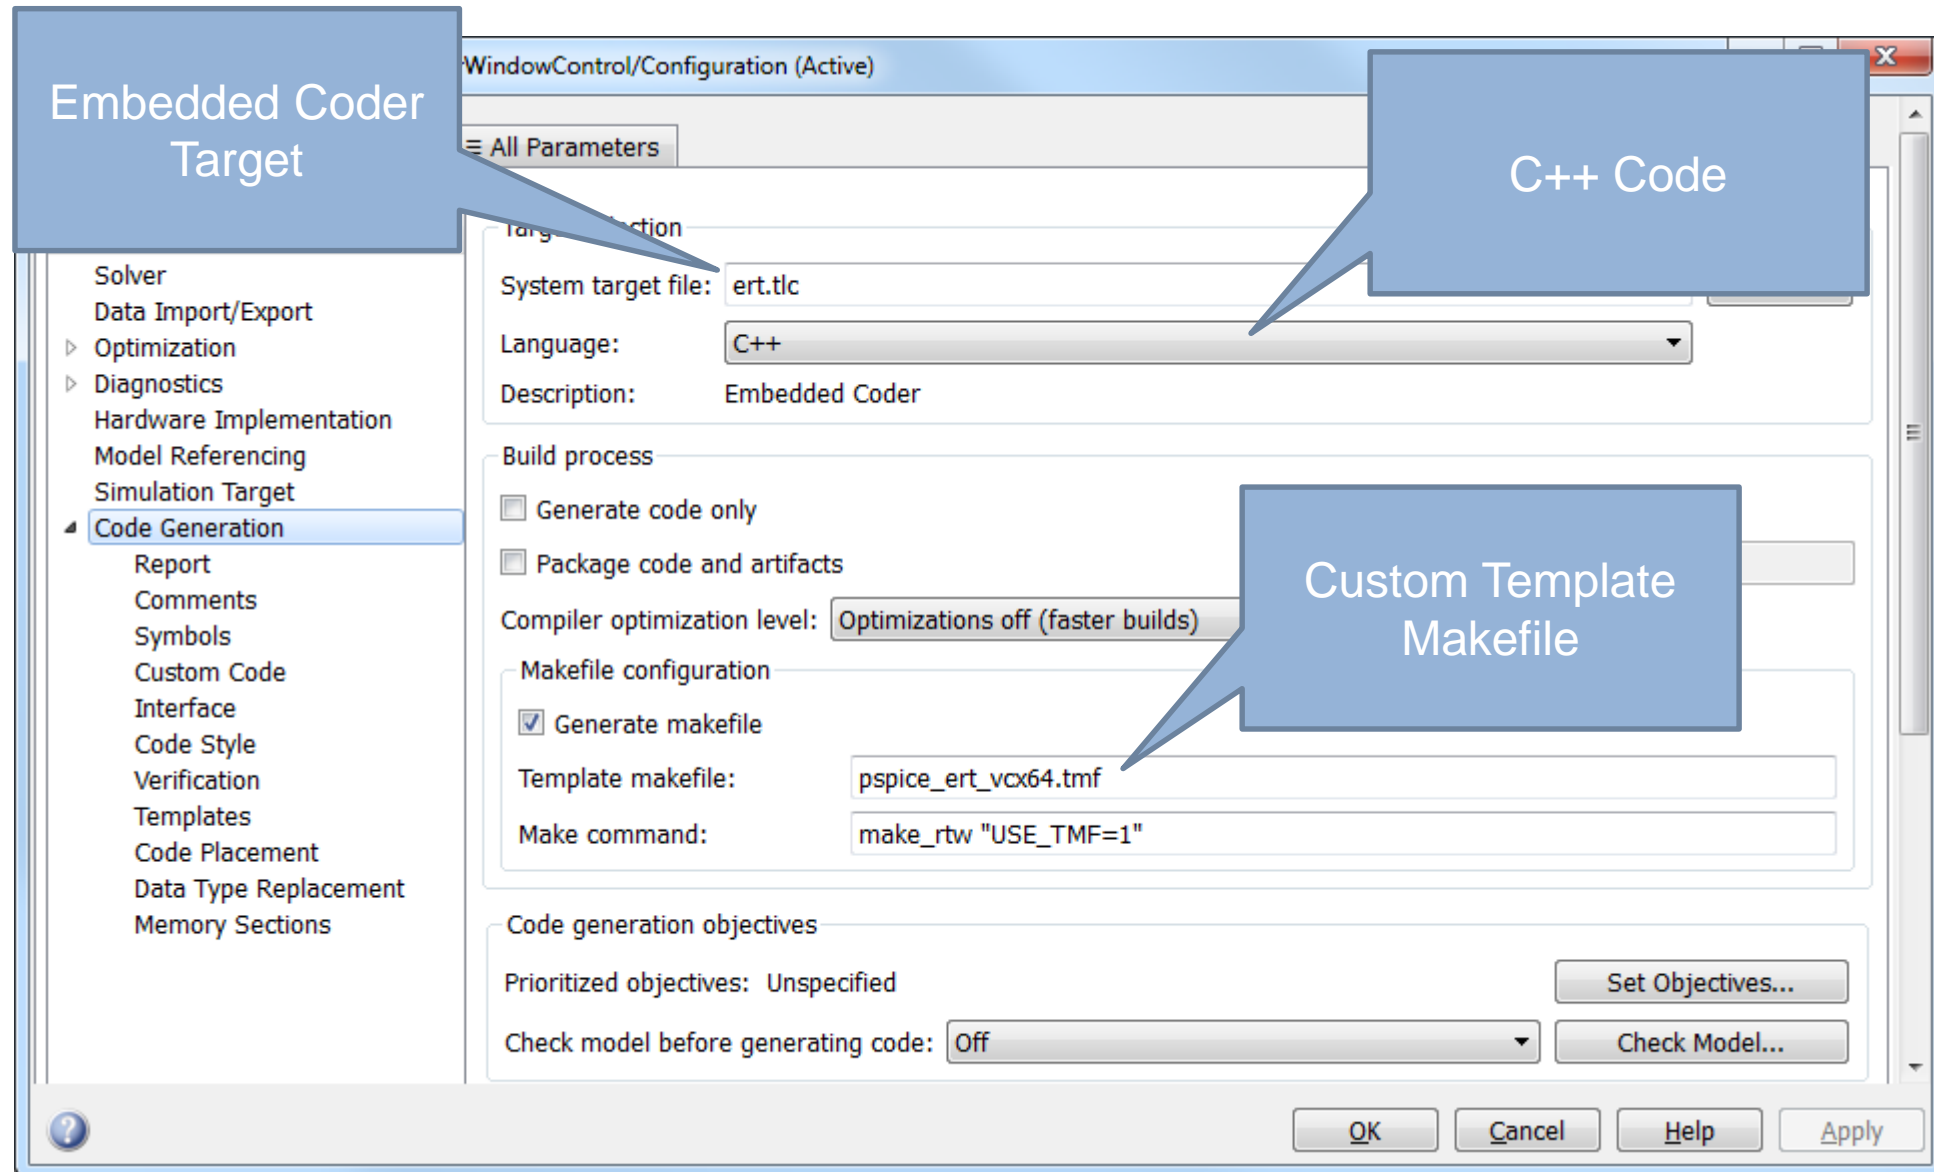 Embedded Coder
Target
WindowControl/Configuration (Active)
C++ Code
All Parameters
System target file: ert.tlc
Language: C++
Description: Embedded Coder
Solver
Data Import/Export
Optimization
Diagnostics
Hardware Implementation
Model Referencing
Simulation Target
Code Generation
Report
Comments
Symbols
Custom Code
Interface
Code Style
Verification
Templates
Code Placement
Data Type Replacement
Memory Sections
Build process
Generate code only
Package code and artifacts
Compiler optimization level: Optimizations off (faster builds)
Custom Template
Makefile
Makefile configuration
Generate makefile
Template makefile: pspice_ert_vcx64.tmf
Make command: make_rtw "USE_TMF=1"
Code generation objectives
Prioritized objectives: Unspecified
Set Objectives...
Check model before generating code: Off
Check Model...
OK
Cancel
Help
Apply